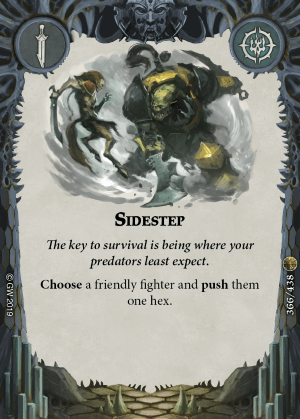 SIDESTEP
The key to survival is being where your
predators least expect.
Choose a friendly fighter and push them
one hex.
© GW 2019
366/438